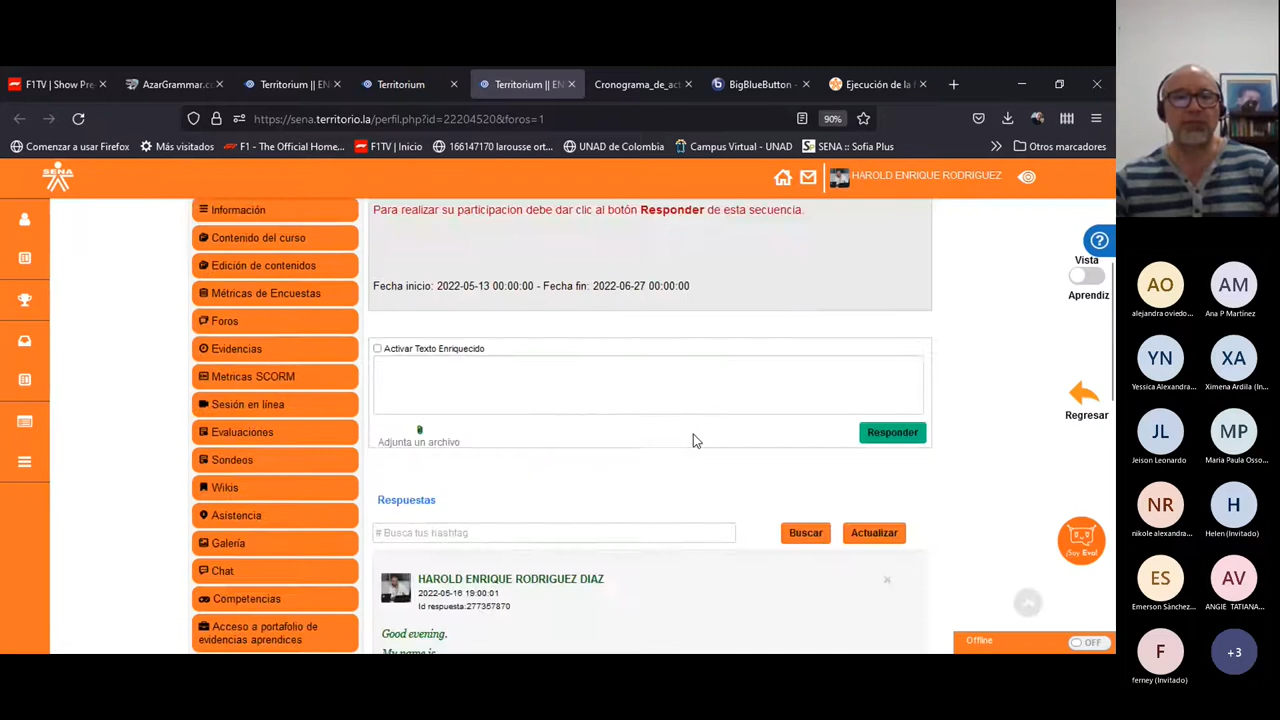 F1TV | Show Pre
AzarGrammar.c
Territorium || EN
Territorium
Territorium || EN
Cronograma_de_act
BigBlueButton -
Ejecución de la f
https://sena.territorio.la/perfil.php?id=22204520&foros=1
90%
Comenzar a usar Firefox
Más visitados
F1 - The Official Home...
F1TV | Inicio
166147170 larousse ort...
UNAD de Colombia
Campus Virtual - UNAD
SENA :: Sofia Plus
Otros marcadores
SENA
HAROLD ENRIQUE RODRIGUEZ
Información
Contenido del curso
Edición de contenidos
Métricas de Encuestas
Foros
Evidencias
Metricas SCORM
Sesión en línea
Evaluaciones
Sondeos
Wikis
Asistencia
Galería
Chat
Competencias
Acceso a portafolio de
evidencias aprendices
Para realizar su participacion debe dar clic al botón Responder de esta secuencia.
Fecha inicio: 2022-05-13 00:00:00 - Fecha fin: 2022-06-27 00:00:00
Activar Texto Enriquecido
Adjunta un archivo
Responder
Respuestas
# Busca tus hashtag
Buscar
Actualizar
HAROLD ENRIQUE RODRIGUEZ DIAZ
2022-05-16 19:00:01
Id respuesta:277357870
Good evening.
My name is
Vista
Aprendiz
Regresar
¡Soy Eva!
Offline
OFF
AO
alejandra oviedo...
AM
Ana P Martínez
YN
Yessica Alexandra...
XA
Ximena Ardila (In...
JL
Jeison Leonardo
MP
Maria Paula Osso...
NR
nikole alexandra...
H
Helen (Invitado)
ES
Emerson Sánchez...
AV
ANGIE TATIANA...
F
ferney (Invitado)
+3